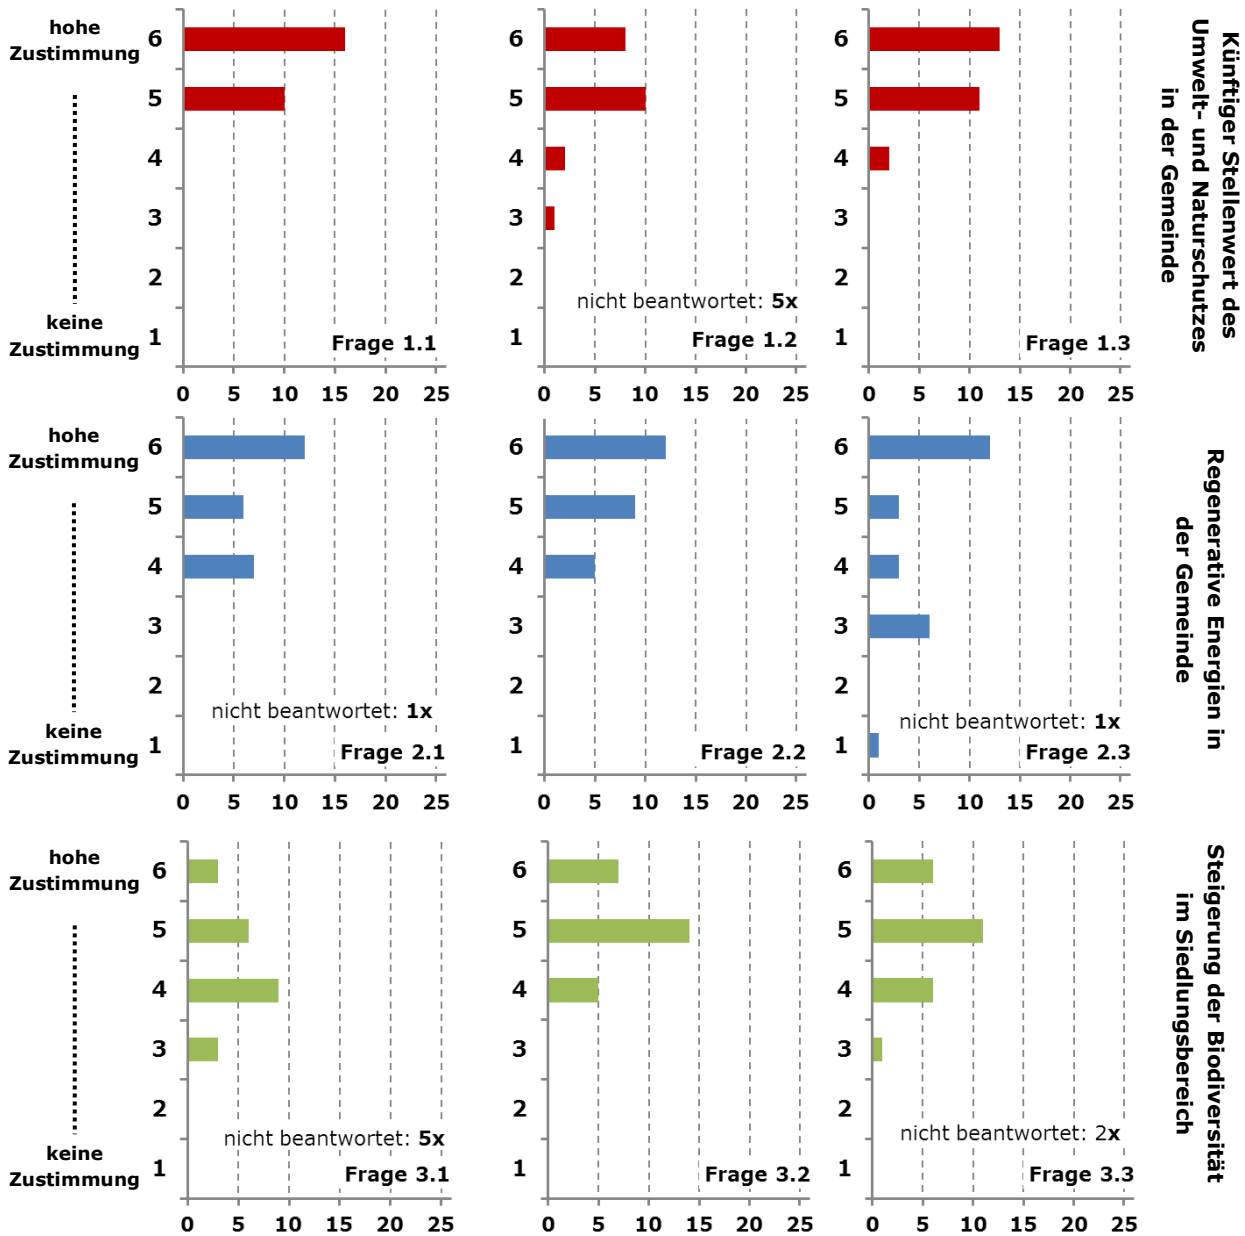 hohe
Zustimmung
keine
Zustimmung
6
5
4
3
2
1
Frage 1.1
0 5 10 15 20 25
6
5
4
3
2
1
nicht beantwortet: 5x
Frage 1.2
0 5 10 15 20 25
6
5
4
3
2
1
Frage 1.3
0 5 10 15 20 25
Künftiger Stellenwert des
Umwelt- und Naturschutzes
in der Gemeinde
hohe
Zustimmung
keine
Zustimmung
6
5
4
3
2
1
nicht beantwortet: 1x
Frage 2.1
0 5 10 15 20 25
6
5
4
3
2
1
Frage 2.2
0 5 10 15 20 25
6
5
4
3
2
1
nicht beantwortet: 1x
Frage 2.3
0 5 10 15 20 25
Regenerative Energien in
der Gemeinde
hohe
Zustimmung
keine
Zustimmung
6
5
4
3
2
1
nicht beantwortet: 5x
Frage 3.1
0 5 10 15 20 25
6
5
4
3
2
1
Frage 3.2
0 5 10 15 20 25
6
5
4
3
2
1
nicht beantwortet: 2x
Frage 3.3
0 5 10 15 20 25
Steigerung der Biodiversität
im Siedlungsbereich